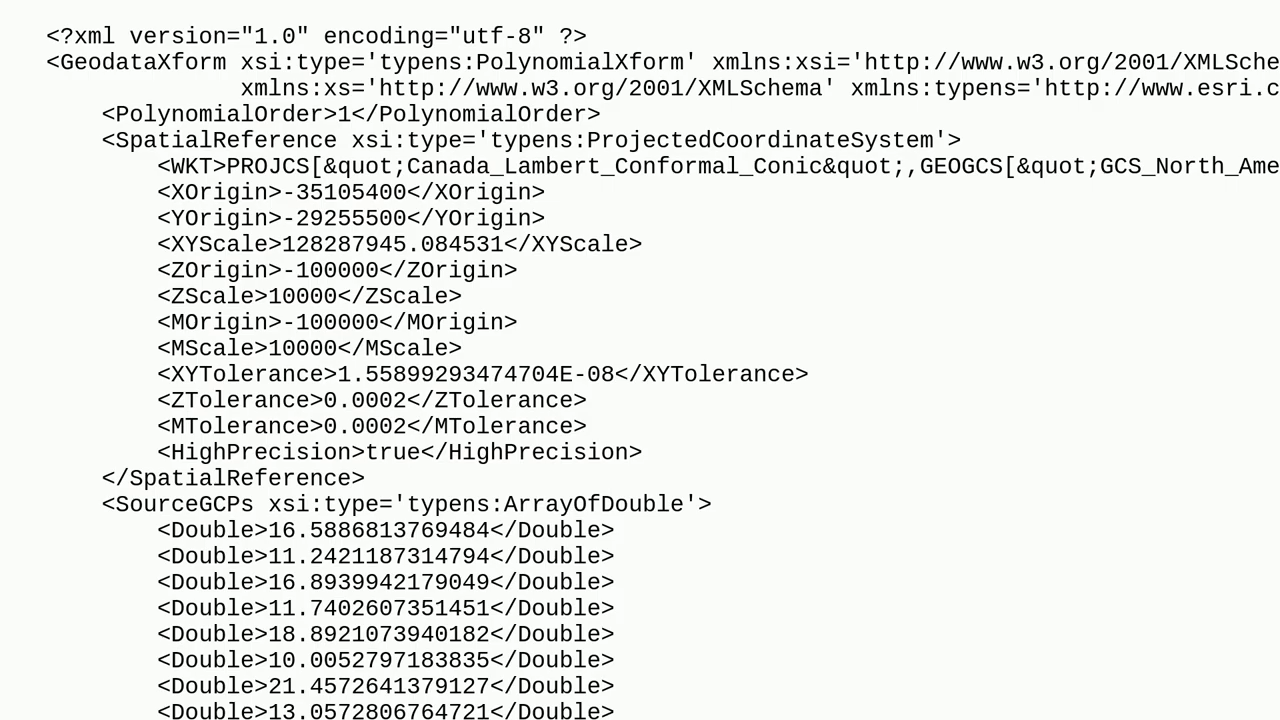 <?xml version="1.0" encoding="utf-8" ?>
<GeodataXform xsi:type='typens:PolynomialXform' xmlns:xsi='http://www.w3.org/2001/XMLSche
xmlns:xs='http://www.w3.org/2001/XMLSchema' xmlns:typens='http://www.esri.c
<PolynomialOrder>1</PolynomialOrder>
<SpatialReference xsi:type='typens:ProjectedCoordinateSystem'>
<WKT>PROJCS[&quot;Canada_Lambert_Conformal_Conic&quot;,GEOGCS[&quot;GCS_North_Ame
<XOrigin>-35105400</XOrigin>
<YOrigin>-29255500</YOrigin>
<XYScale>128287945.084531</XYScale>
<ZOrigin>-100000</ZOrigin>
<ZScale>10000</ZScale>
<MOrigin>-100000</MOrigin>
<MScale>10000</MScale>
<XYTolerance>1.55899293474704E-08</XYTolerance>
<ZTolerance>0.0002</ZTolerance>
<MTolerance>0.0002</MTolerance>
<HighPrecision>true</HighPrecision>
</SpatialReference>
<SourceGCPs xsi:type='typens:ArrayOfDouble'>
<Double>16.5886813769484</Double>
<Double>11.2421187314794</Double>
<Double>16.8939942179049</Double>
<Double>11.7402607351451</Double>
<Double>18.8921073940182</Double>
<Double>10.0052797183835</Double>
<Double>21.4572641379127</Double>
<Double>13.0572806764721</Double>